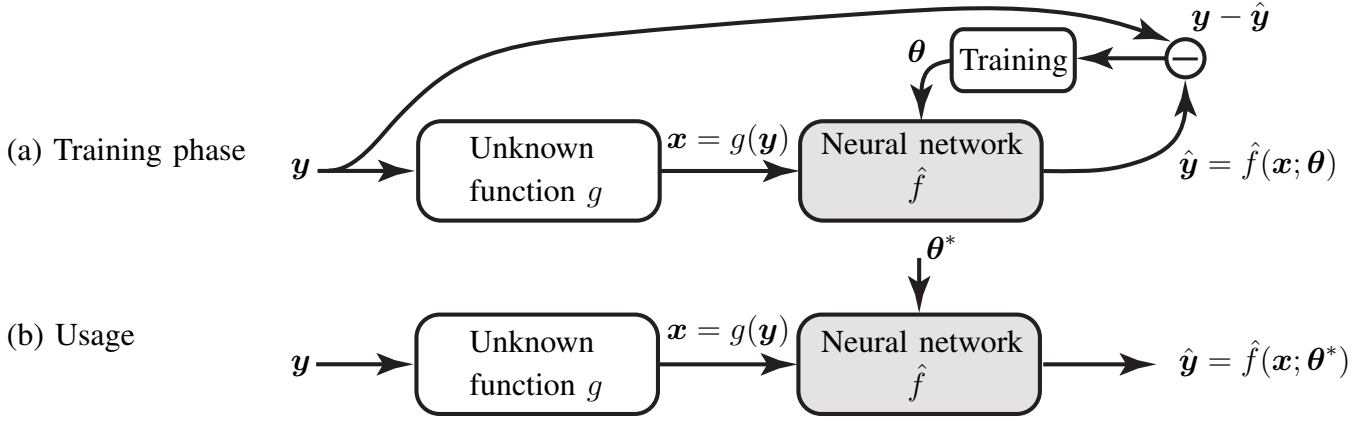 𝒚 − ŷ
𝜽
Training
−
(a) Training phase
𝒚
Unknown
function g
𝒙 = g(𝒚)
Neural network
f̂
ŷ = f̂(𝒙; 𝜽)
𝜽*
(b) Usage
𝒚
Unknown
function g
𝒙 = g(𝒚)
Neural network
f̂
ŷ = f̂(𝒙; 𝜽*)